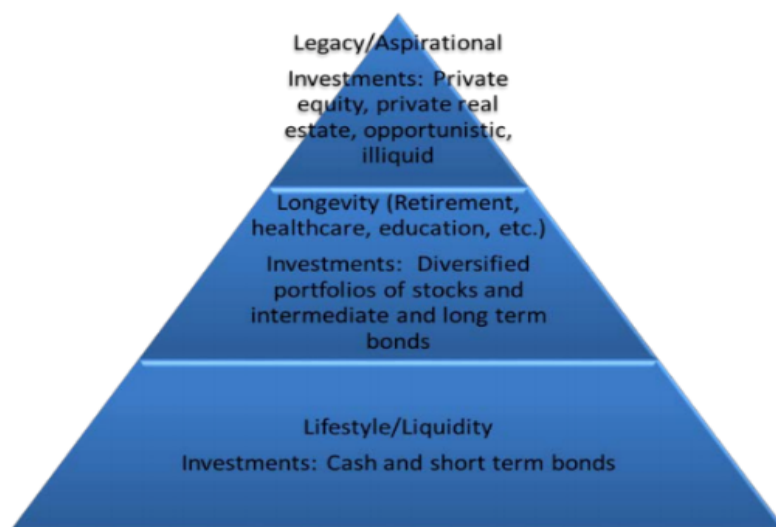 Legacy/Aspirational
Investments: Private
equity, private real
estate, opportunistic,
illiquid
Longevity (Retirement,
healthcare, education, etc.)
Investments:  Diversified
portfolios of stocks and
intermediate and long term
bonds
Lifestyle/Liquidity
Investments: Cash and short term bonds